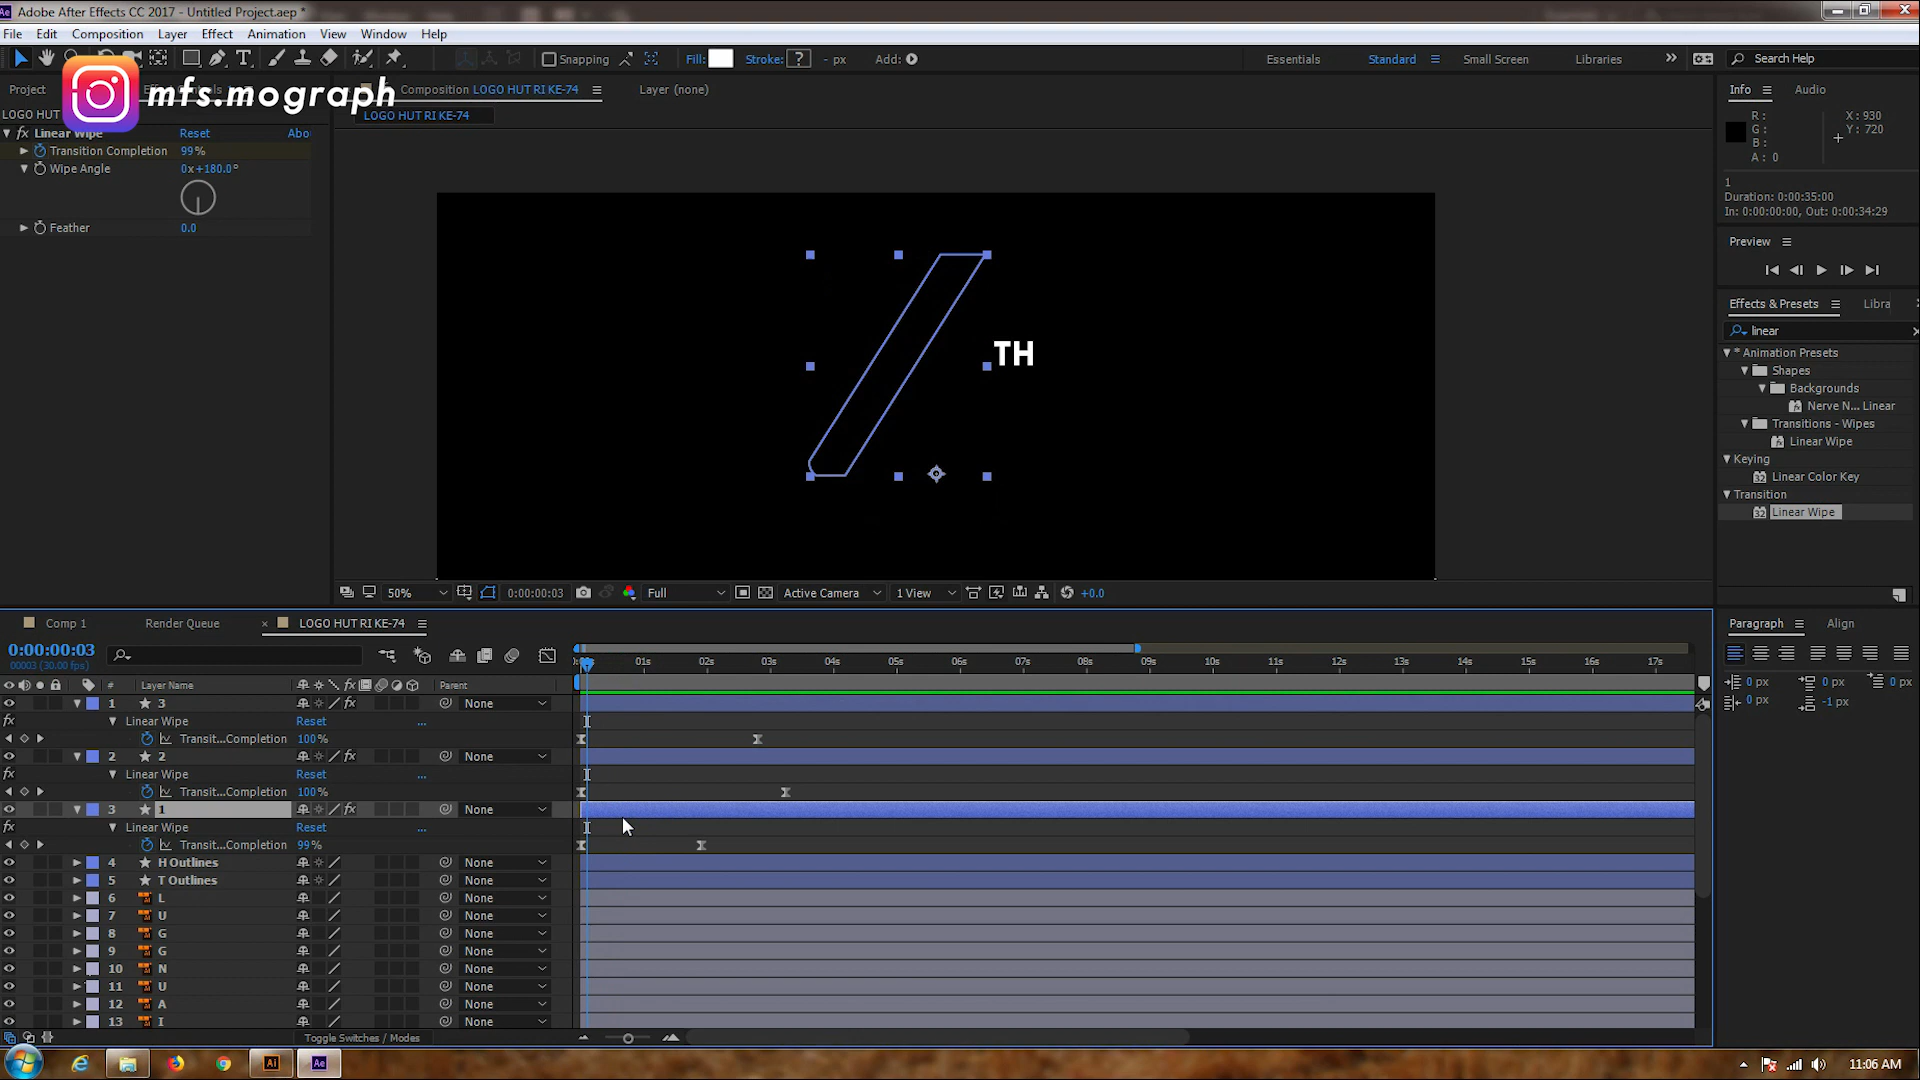 Adobe After Effects CC 2017 - Untitled Project.aep *
File Edit Composition Layer Effect Animation View Window Help
Snapping Fill: Stroke: ? - px Add: Essentials Standard Small Screen Libraries Search Help
Project Composition LOGO HUT RI KE-74 Layer (none) Info Audio
mfs.mograph
LOGO HUT LOGO HUT RI KE-74
Linear Wipe Reset Abo
Transition Completion 99%
Wipe Angle 0x+180.0°
Feather 0.0
TH
R: G: B: A: 0 X: 930 Y: 720
1
Duration: 0:00:35:00
In: 0:00:00:00, Out: 0:00:34:29
Preview
Effects & Presets Libra
linear
* Animation Presets
Shapes
Backgrounds
Nerve N... Linear
Transitions - Wipes
Linear Wipe
Keying
Linear Color Key
Transition
Linear Wipe
50% 0:00:00:03 Full Active Camera 1 View +0.0
Comp 1 Render Queue × LOGO HUT RI KE-74
0:00:00:03
00003 (30.00 fps)
01s 02s 03s 04s 05s 06s 07s 08s 09s 10s 11s 12s 13s 14s 15s 16s 17s
# Layer Name Parent
1 3 None
Linear Wipe Reset ...
Transit...Completion 100%
2 2 None
Linear Wipe Reset ...
Transit...Completion 100%
3 1 None
Linear Wipe Reset ...
Transit...Completion 99%
4 H Outlines None
5 T Outlines None
6 L None
7 U None
8 G None
9 G None
10 N None
11 U None
12 A None
13 I None
Toggle Switches / Modes
Paragraph Align
0 px 0 px 0 px
0 px -1 px
11:06 AM